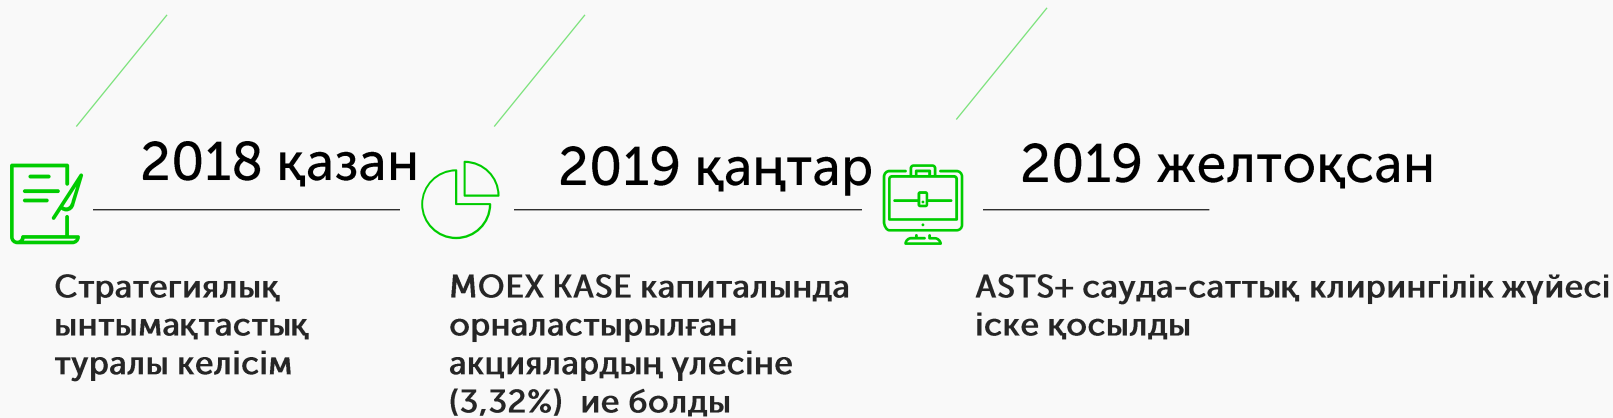 2018 қазан
Стратегиялық
ынтымақтастық
туралы келісім
2019 қаңтар
MOEX KASE капиталында
орналастырылған
акциялардың үлесіне
(3,32%)  ие болды
2019 желтоқсан
ASTS+ сауда-саттық клирингілік жүйесі
іске қосылды